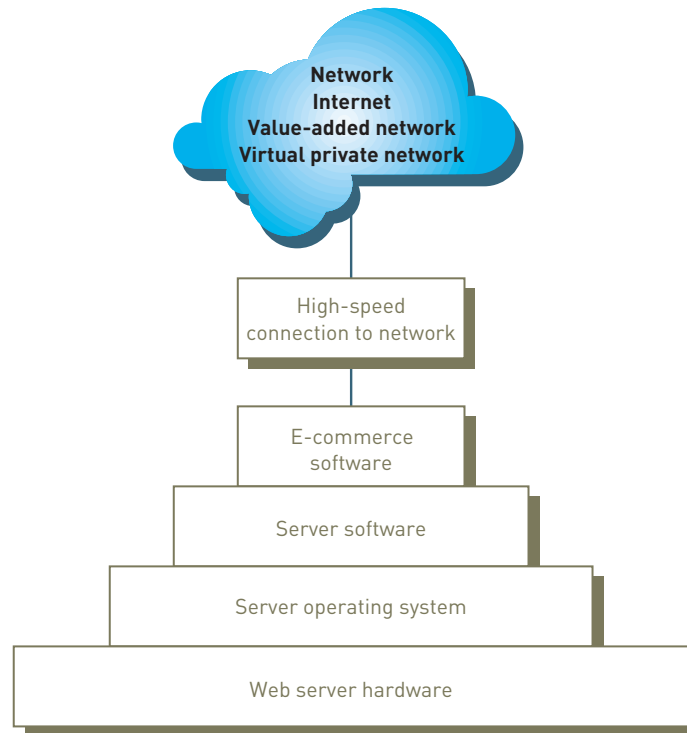 Network
Internet
Value-added network
Virtual private network
High-speed
connection to network
E-commerce
software
Server software
Server operating system
Web server hardware